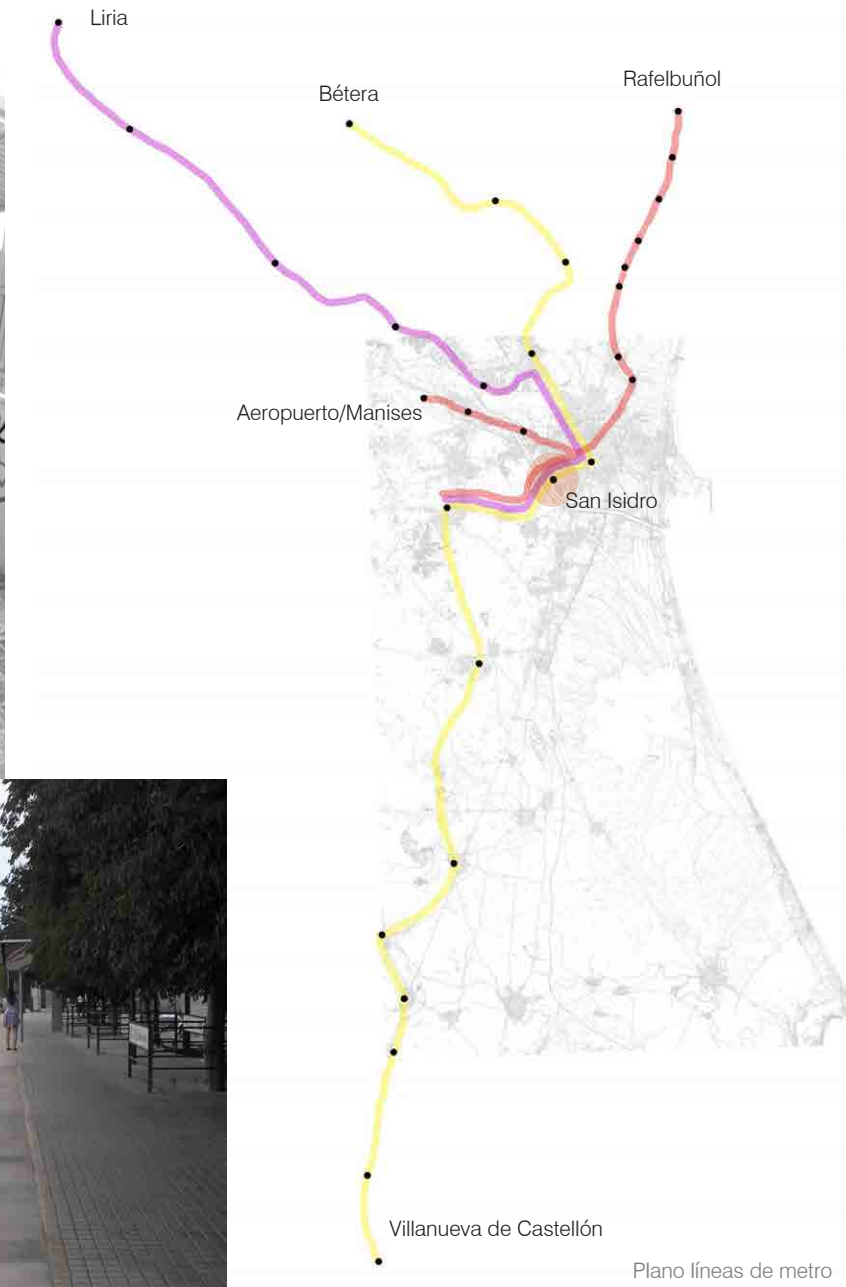 Liria
Bétera
Rafelbuñol
Aeropuerto/Manises
San Isidro
Villanueva de Castellón
Plano líneas de metro